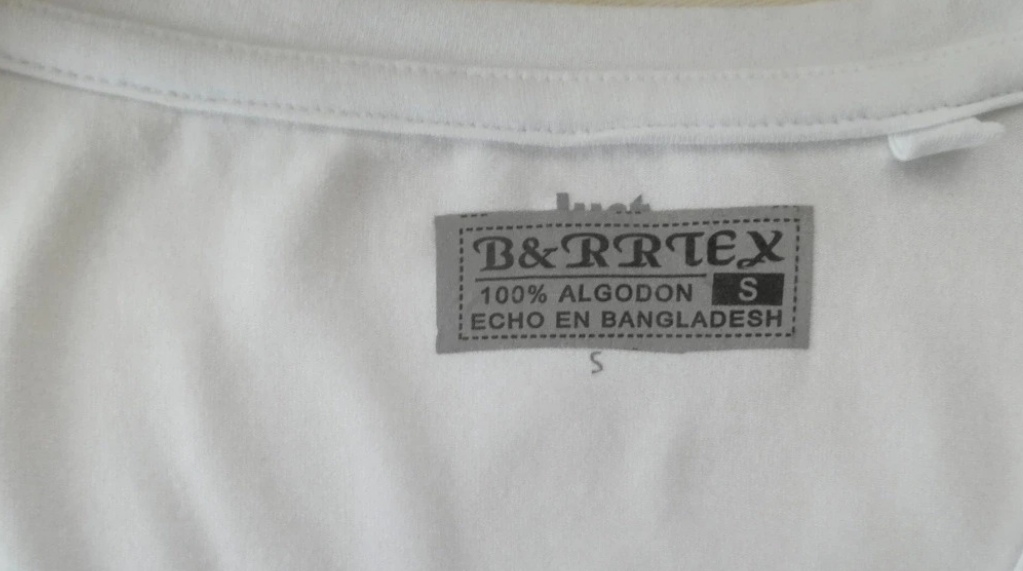 B&RRTEX
100% ALGODON S
ECHO EN BANGLADESH
S